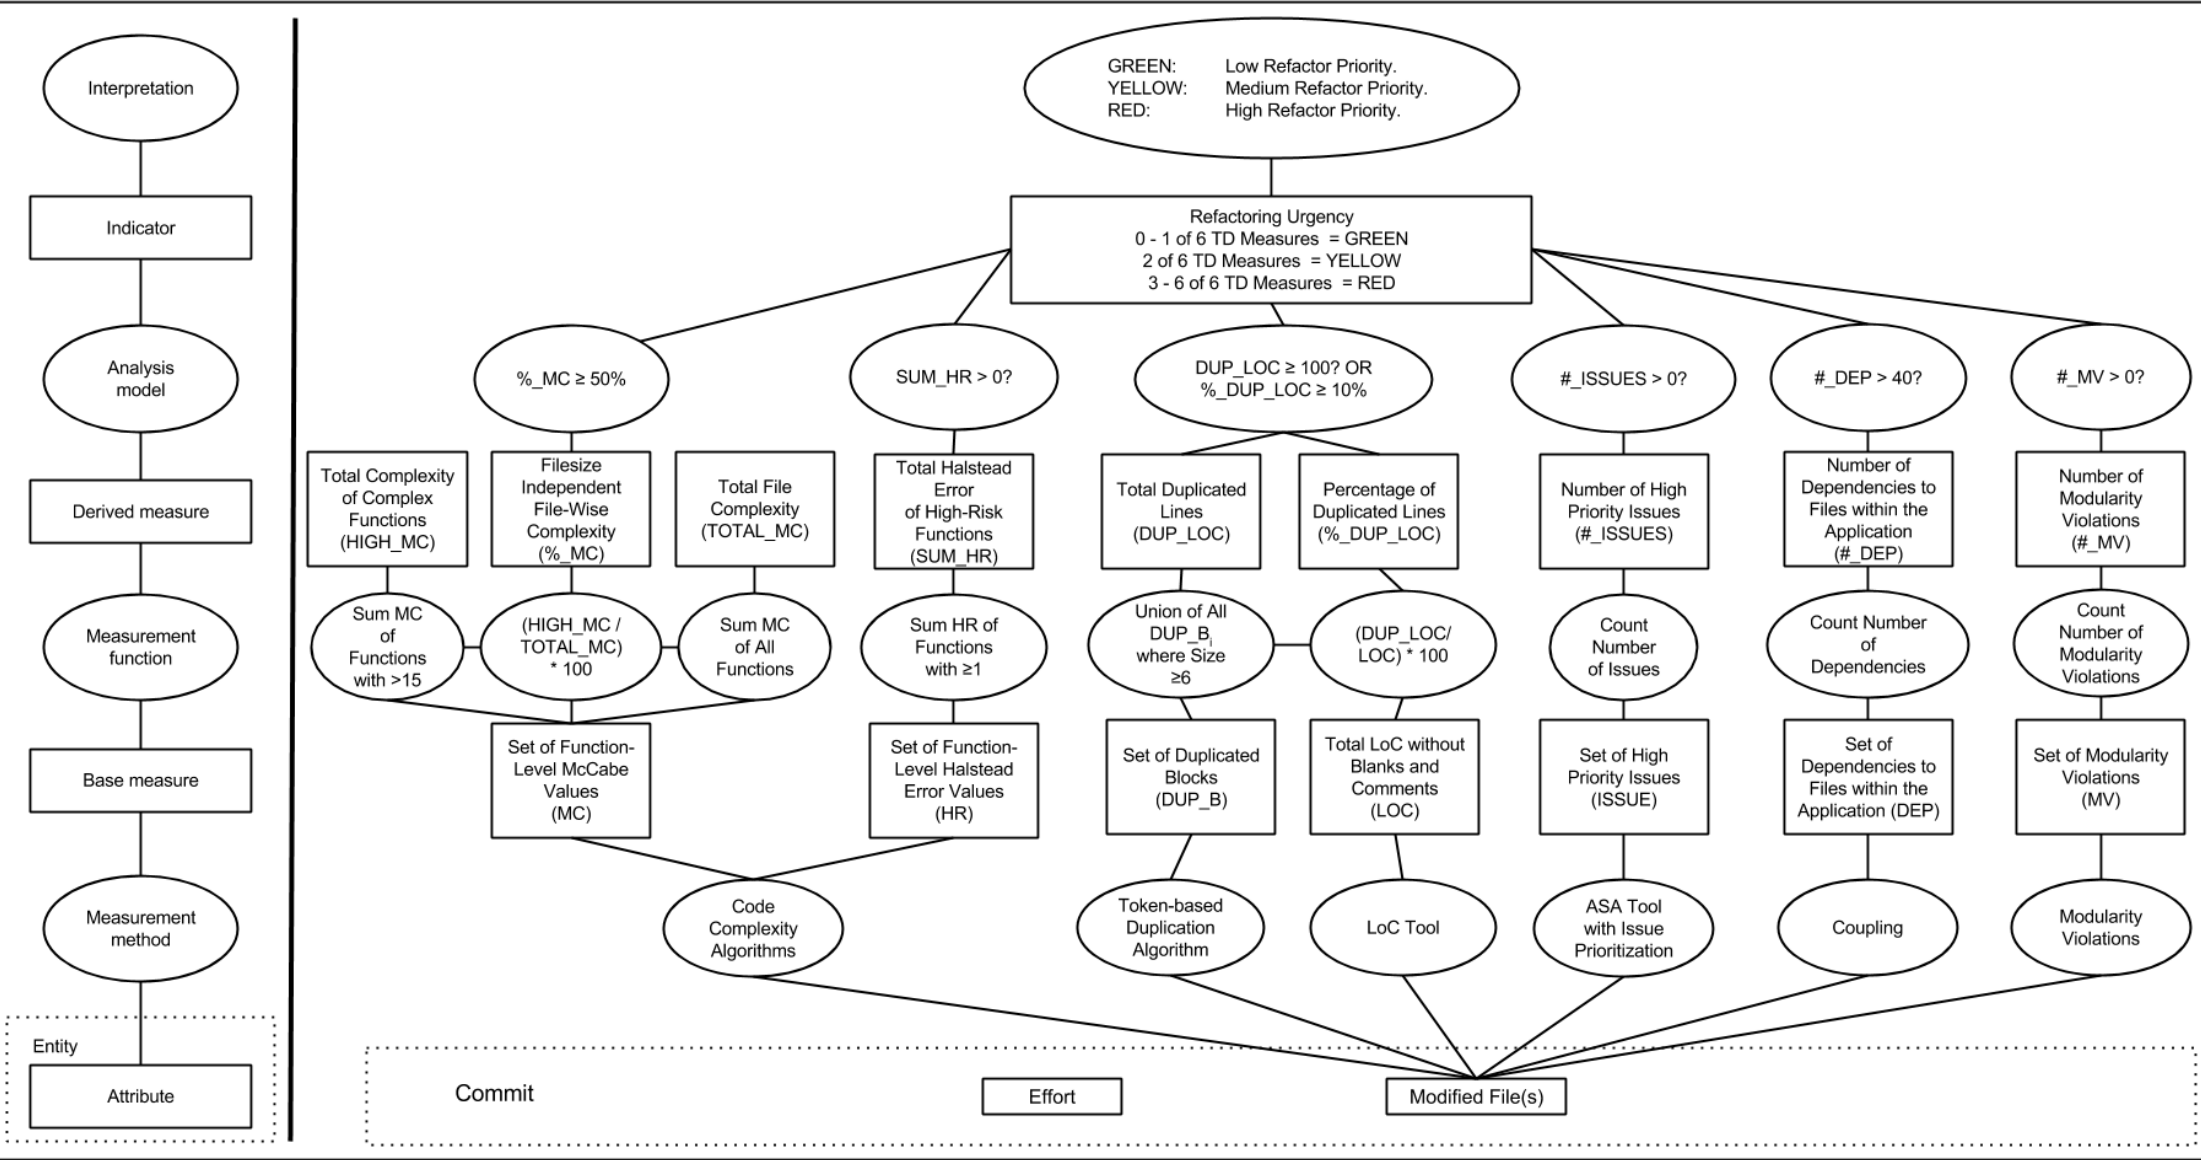 Interpretation
Indicator
Analysis
model
Derived measure
Measurement
function
Base measure
Measurement
method
Entity
Attribute
GREEN: Low Refactor Priority.
YELLOW: Medium Refactor Priority.
RED: High Refactor Priority.
Refactoring Urgency
0 - 1 of 6 TD Measures = GREEN
2 of 6 TD Measures = YELLOW
3 - 6 of 6 TD Measures = RED
%_MC ≥ 50%
SUM_HR > 0?
DUP_LOC ≥ 100? OR
%_DUP_LOC ≥ 10%
#_ISSUES > 0?
#_DEP > 40?
#_MV > 0?
Total Complexity
of Complex
Functions
(HIGH_MC)
Filesize
Independent
File-Wise
Complexity
(%_MC)
Total File
Complexity
(TOTAL_MC)
Total Halstead
Error
of High-Risk
Functions
(SUM_HR)
Total Duplicated
Lines
(DUP_LOC)
Percentage of
Duplicated Lines
(%_DUP_LOC)
Number of High
Priority Issues
(#_ISSUES)
Number of
Dependencies to
Files within the
Application
(#_DEP)
Number of
Modularity
Violations
(#_MV)
Sum MC
of
Functions
with >15
(HIGH_MC /
TOTAL_MC)
* 100
Sum MC
of All
Functions
Sum HR of
Functions
with ≥1
Union of All
DUP_Bi
where Size
≥6
(DUP_LOC/
LOC) * 100
Count
Number
of Issues
Count Number
of
Dependencies
Count
Number of
Modularity
Violations
Set of Function-
Level McCabe
Values
(MC)
Set of Function-
Level Halstead
Error Values
(HR)
Set of Duplicated
Blocks
(DUP_B)
Total LoC without
Blanks and
Comments
(LOC)
Set of High
Priority Issues
(ISSUE)
Set of
Dependencies to
Files within the
Application (DEP)
Set of Modularity
Violations
(MV)
Code
Complexity
Algorithms
Token-based
Duplication
Algorithm
LoC Tool
ASA Tool
with Issue
Prioritization
Coupling
Modularity
Violations
Commit
Effort
Modified File(s)